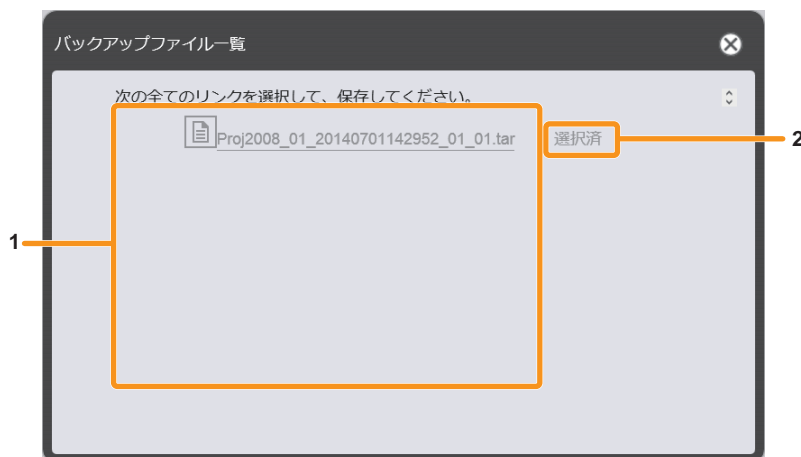 バックアップファイル一覧
次の全てのリンクを選択して、保存してください。
Proj2008_01_20140701142952_01_01.tar 選択済
2
1